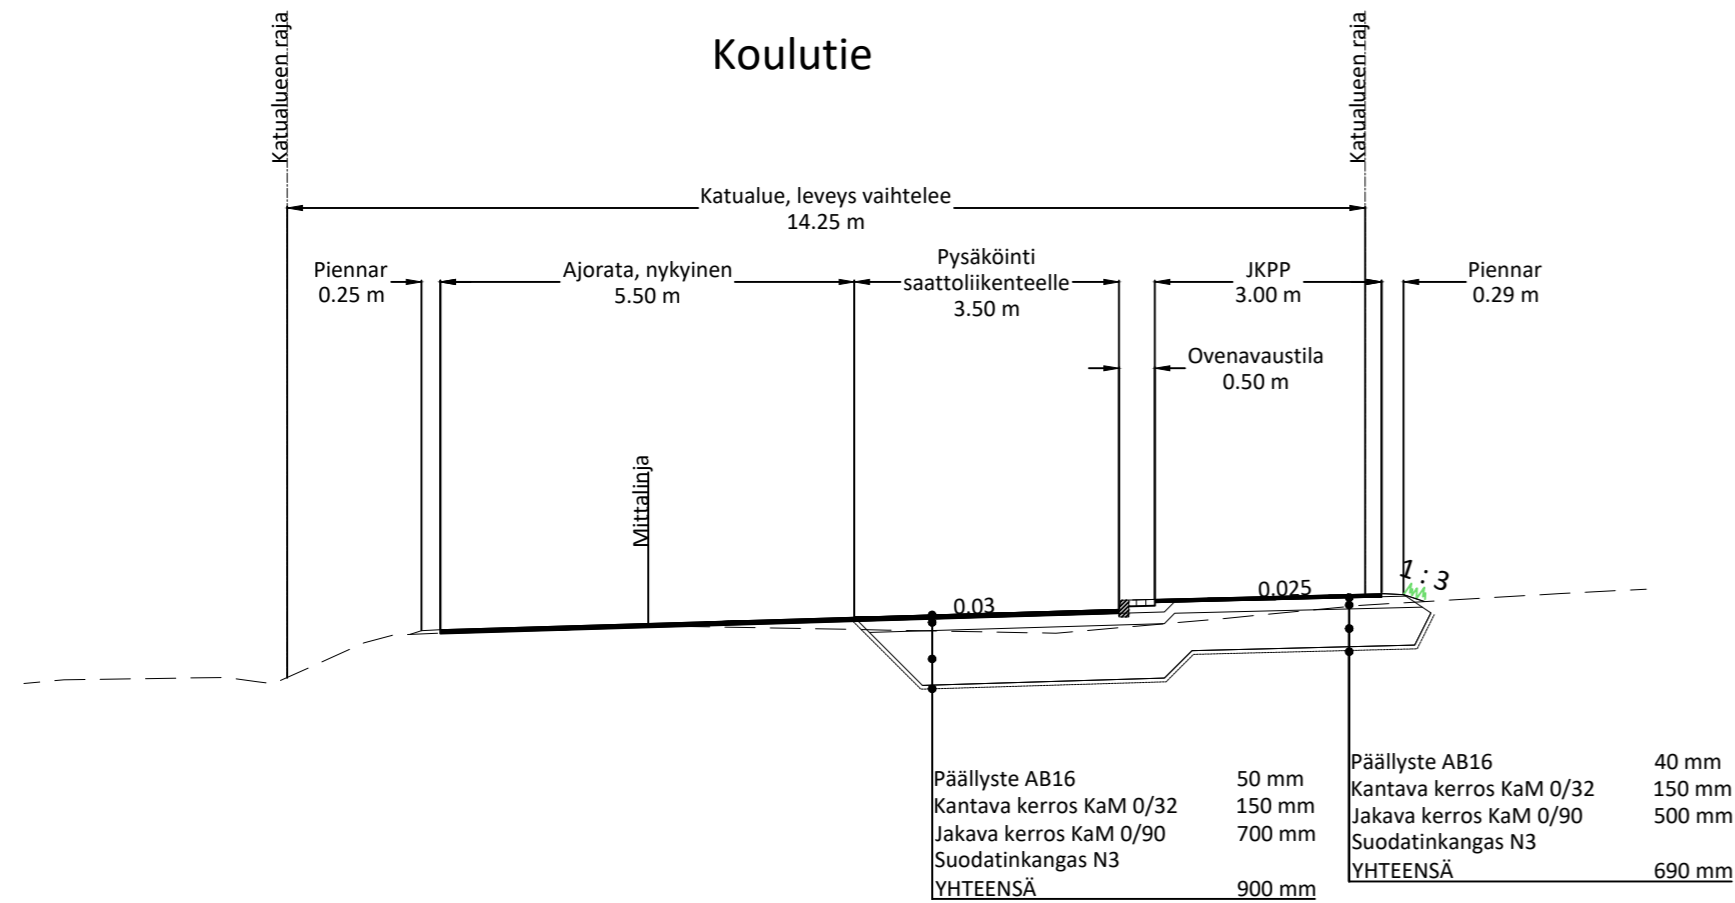 Koulutie
Katualueen raja
Katualueen raja
Katualue, leveys vaihtelee
14.25 m
Piennar
0.25 m
Ajorata, nykyinen
5.50 m
Pysäköinti
saattoliikenteelle
3.50 m
JKPP
3.00 m
Piennar
0.29 m
Ovenavaustila
0.50 m
Mittalinja
0.03
0.025
1 : 3
Päällyste AB16 50 mm
Kantava kerros KaM 0/32 150 mm
Jakava kerros KaM 0/90 700 mm
Suodatinkangas N3
YHTEENSÄ 900 mm
Päällyste AB16 40 mm
Kantava kerros KaM 0/32 150 mm
Jakava kerros KaM 0/90 500 mm
Suodatinkangas N3
YHTEENSÄ 690 mm